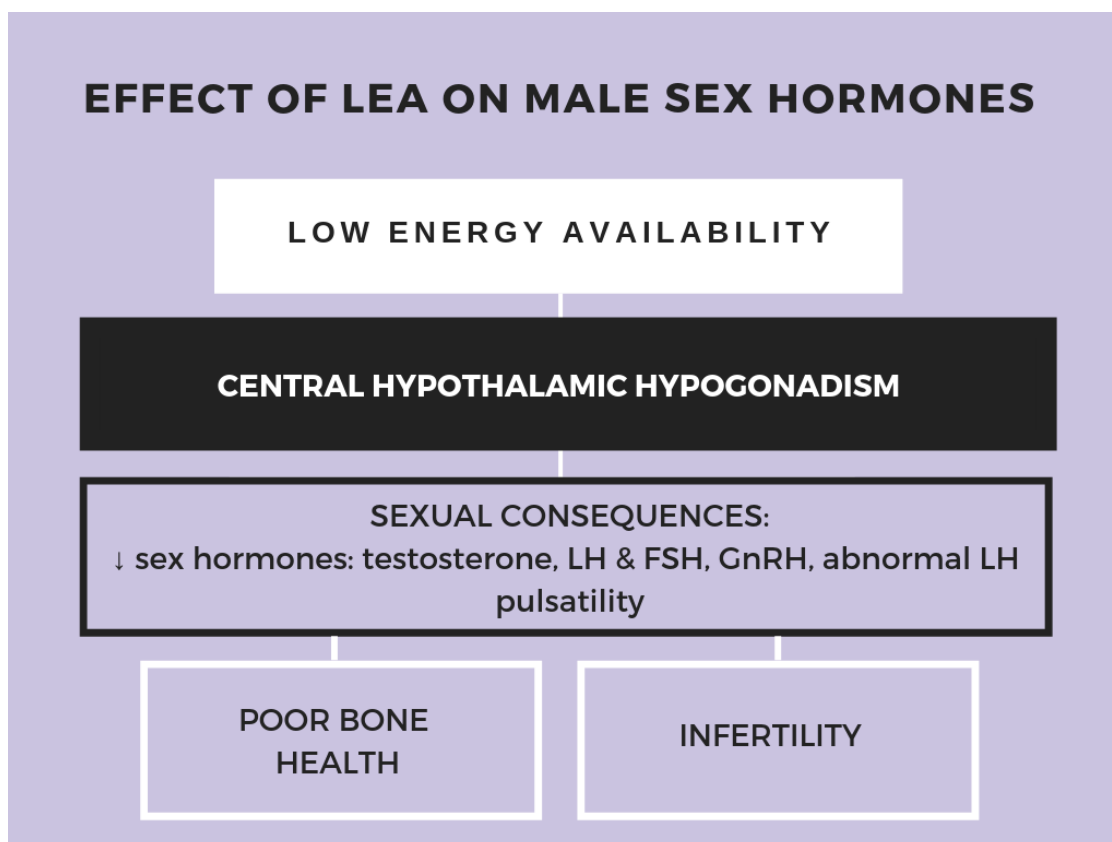 EFFECT OF LEA ON MALE SEX HORMONES
LOW ENERGY AVAILABILITY
CENTRAL HYPOTHALAMIC HYPOGONADISM
SEXUAL CONSEQUENCES:
↓ sex hormones: testosterone, LH & FSH, GnRH, abnormal LH
pulsatility
POOR BONE
HEALTH
INFERTILITY